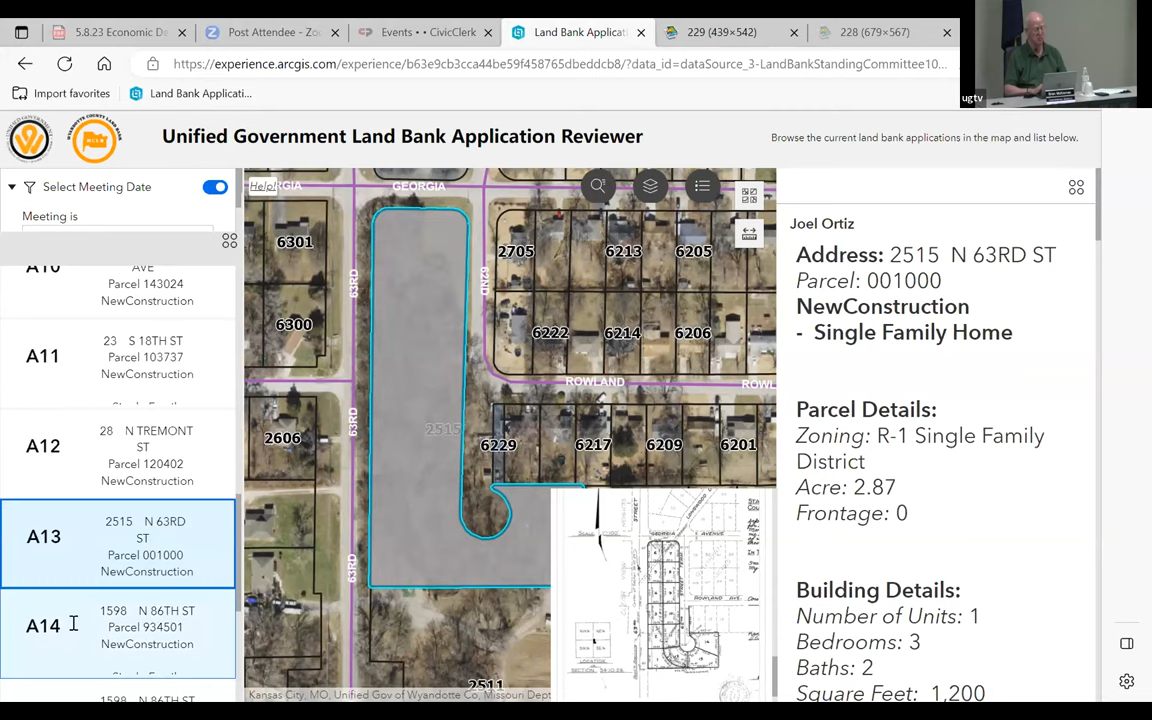 5.8.23 Economic D
Post Attendee - Zo
Events • • CivicClerk
Land Bank Applicati
229 (439×542)
228 (679×567)
https://experience.arcgis.com/experience/b63e9cb3cca44be59f458765dbeddcb8/?data_id=dataSource_3-LandBankStandingCommittee10...
Import favorites
Land Bank Applicati...
ugtv
Unified Government Land Bank Application Reviewer
Browse the current land bank applications in the map and list below.
Select Meeting Date
Meeting is
A10
AVE
Parcel 143024
NewConstruction
A11
23 S 18TH ST
Parcel 103737
NewConstruction
A12
28 N TREMONT
ST
Parcel 120402
NewConstruction
A13
2515 N 63RD
ST
Parcel 001000
NewConstruction
A14
1598 N 86TH ST
Parcel 934501
NewConstruction
1598 N 86TH ST
Help!
GEORGIA
6301
6300
2606
63RD
63RD
63RD
2515
62ND
2705
6213
6205
6222
6214
6206
ROWLAND
6229
6217
6209
6201
2511
GEORGIA
AVENUE
ROWLAND AVE
Kansas City, MO, Unified Gov of Wyandotte Co, Missouri Dept
Joel Ortiz
Address: 2515 N 63RD ST
Parcel: 001000
NewConstruction
- Single Family Home
Parcel Details:
Zoning: R-1 Single Family
District
Acre: 2.87
Frontage: 0
Building Details:
Number of Units: 1
Bedrooms: 3
Baths: 2
Square Feet: 1,200